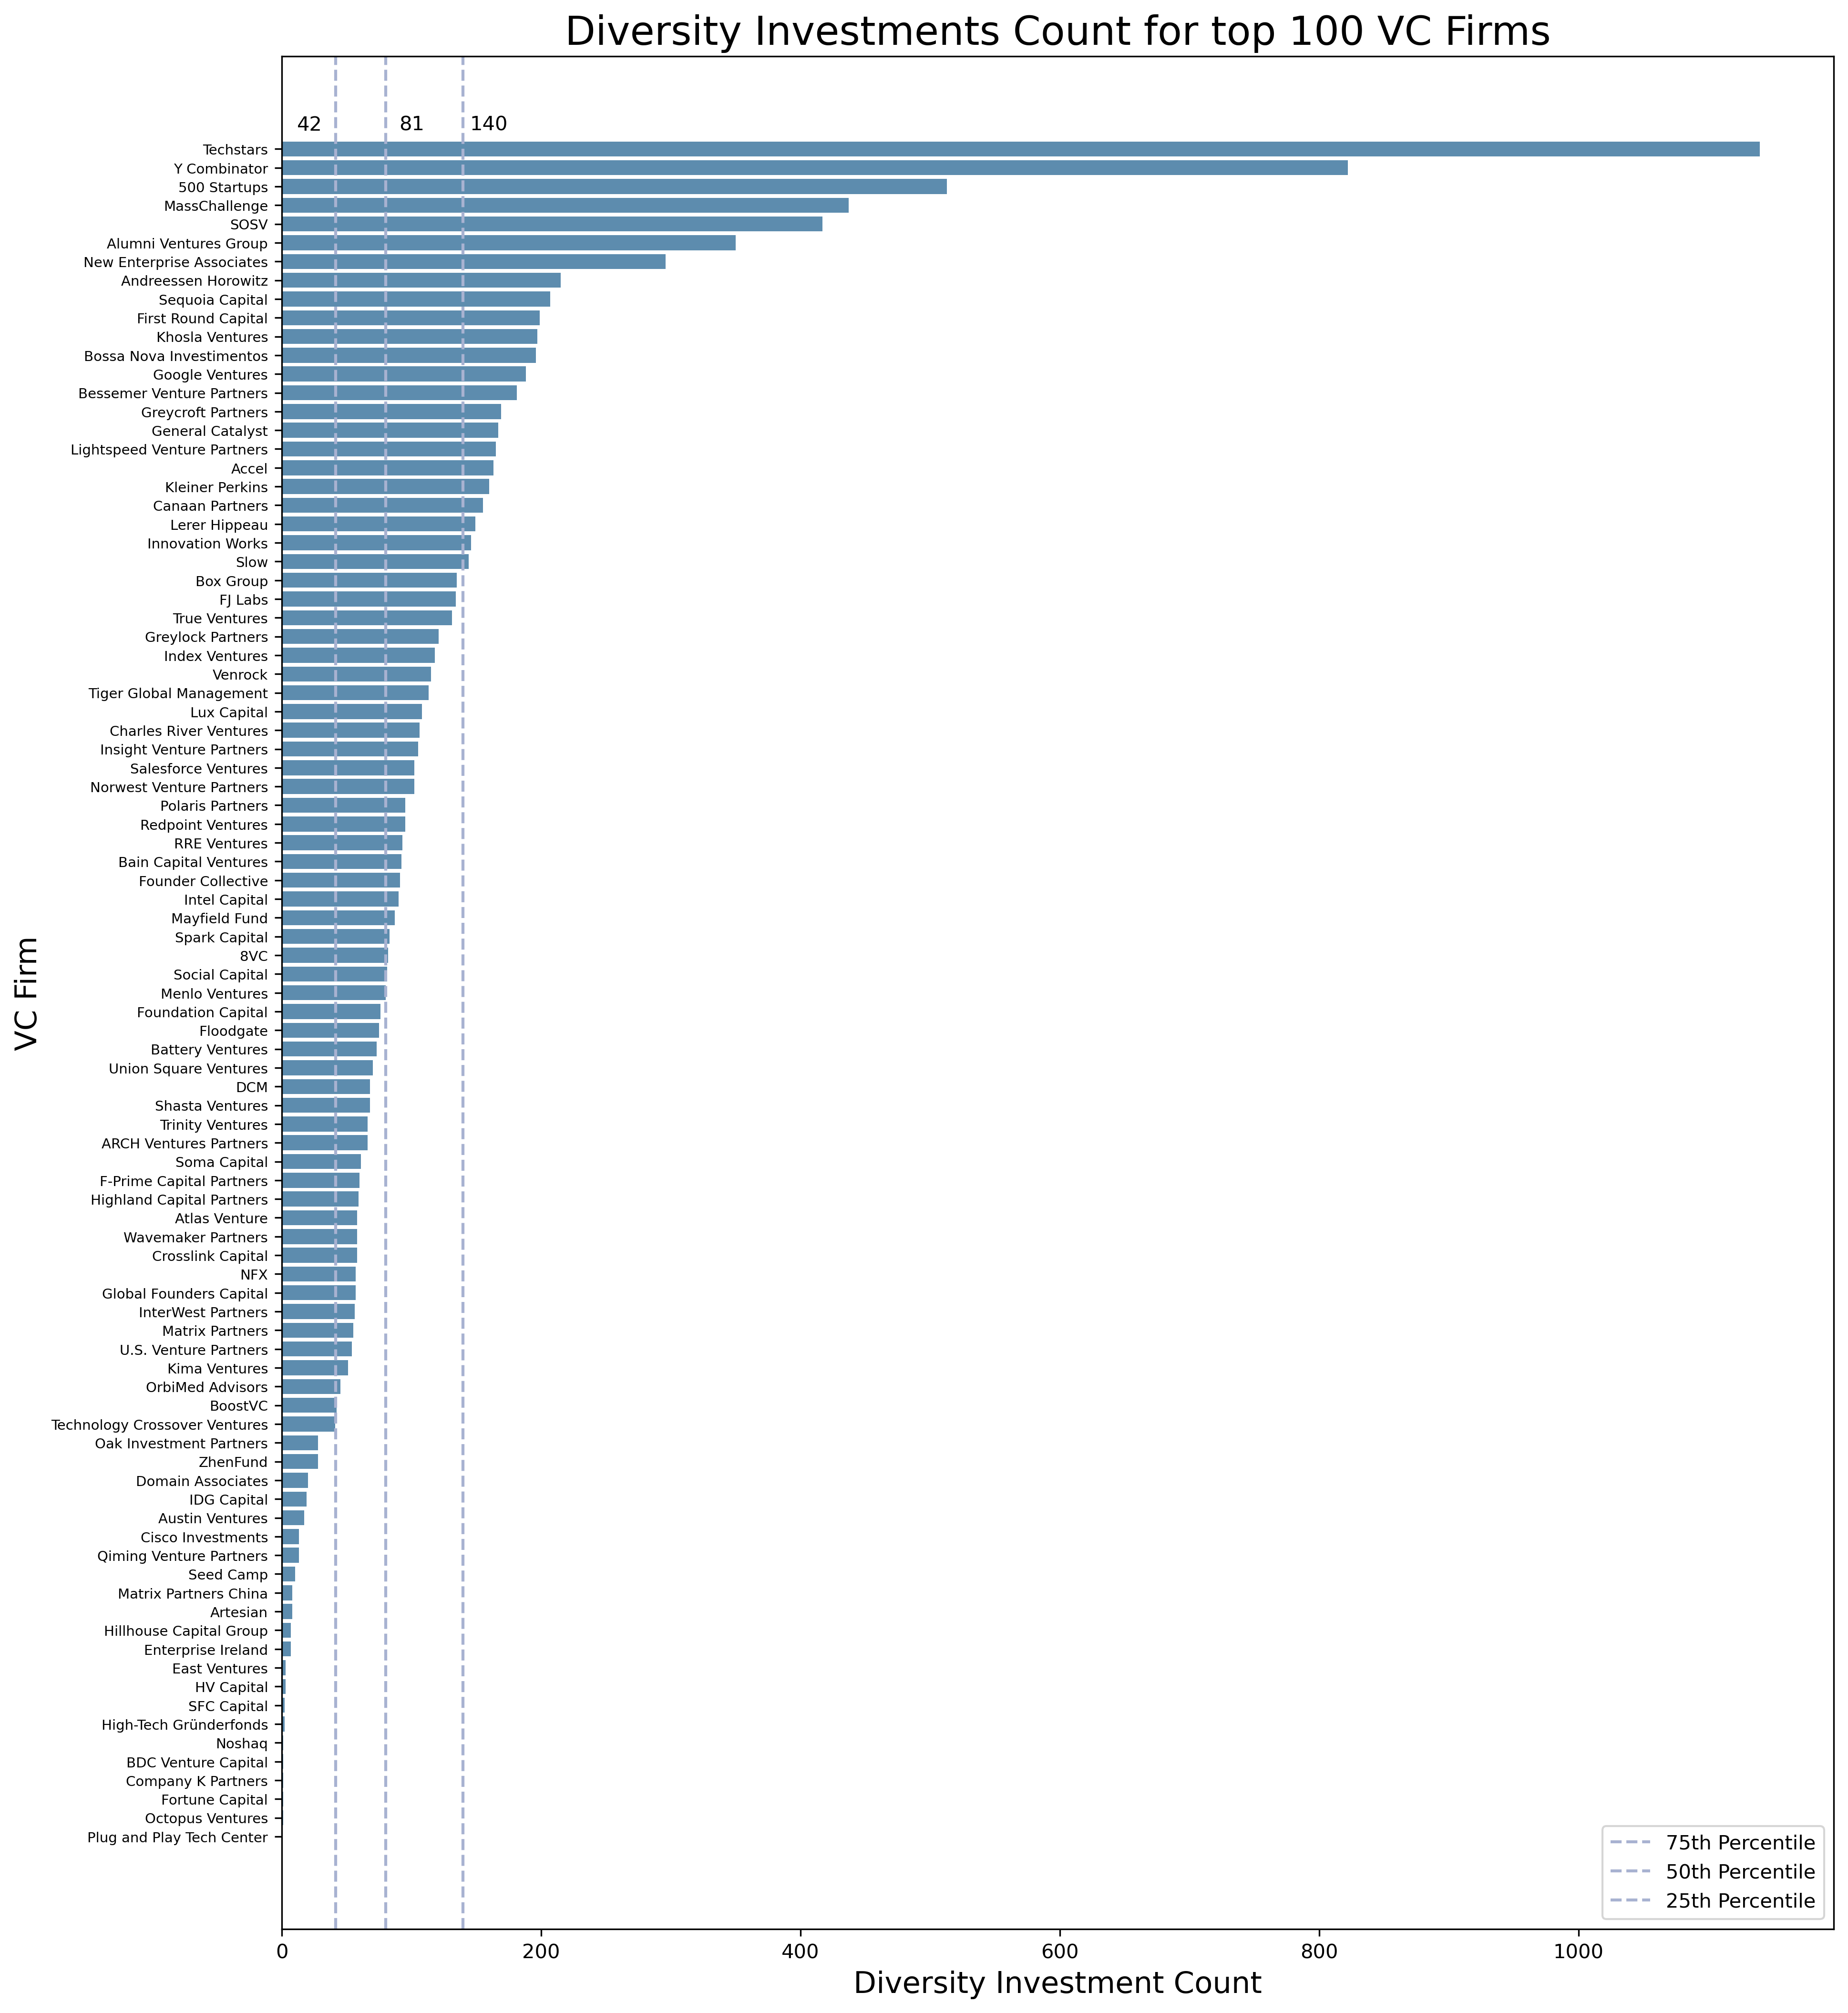 Diversity Investments Count for top 100 VC Firms
42 81 140
Techstars
Y Combinator
500 Startups
MassChallenge
SOSV
Alumni Ventures Group
New Enterprise Associates
Andreessen Horowitz
Sequoia Capital
First Round Capital
Khosla Ventures
Bossa Nova Investimentos
Google Ventures
Bessemer Venture Partners
Greycroft Partners
General Catalyst
Lightspeed Venture Partners
Accel
Kleiner Perkins
Canaan Partners
Lerer Hippeau
Innovation Works
Slow
Box Group
FJ Labs
True Ventures
Greylock Partners
Index Ventures
Venrock
Tiger Global Management
Lux Capital
Charles River Ventures
Insight Venture Partners
Salesforce Ventures
Norwest Venture Partners
Polaris Partners
Redpoint Ventures
RRE Ventures
Bain Capital Ventures
Founder Collective
Intel Capital
Mayfield Fund
Spark Capital
8VC
Social Capital
Menlo Ventures
Foundation Capital
Floodgate
Battery Ventures
Union Square Ventures
DCM
Shasta Ventures
Trinity Ventures
ARCH Ventures Partners
Soma Capital
F-Prime Capital Partners
Highland Capital Partners
Atlas Venture
Wavemaker Partners
Crosslink Capital
NFX
Global Founders Capital
InterWest Partners
Matrix Partners
U.S. Venture Partners
Kima Ventures
OrbiMed Advisors
BoostVC
Technology Crossover Ventures
Oak Investment Partners
ZhenFund
Domain Associates
IDG Capital
Austin Ventures
Cisco Investments
Qiming Venture Partners
Seed Camp
Matrix Partners China
Artesian
Hillhouse Capital Group
Enterprise Ireland
East Ventures
HV Capital
SFC Capital
High-Tech Gründerfonds
Noshaq
BDC Venture Capital
Company K Partners
Fortune Capital
Octopus Ventures
Plug and Play Tech Center
VC Firm
75th Percentile
50th Percentile
25th Percentile
0 200 400 600 800 1000
Diversity Investment Count